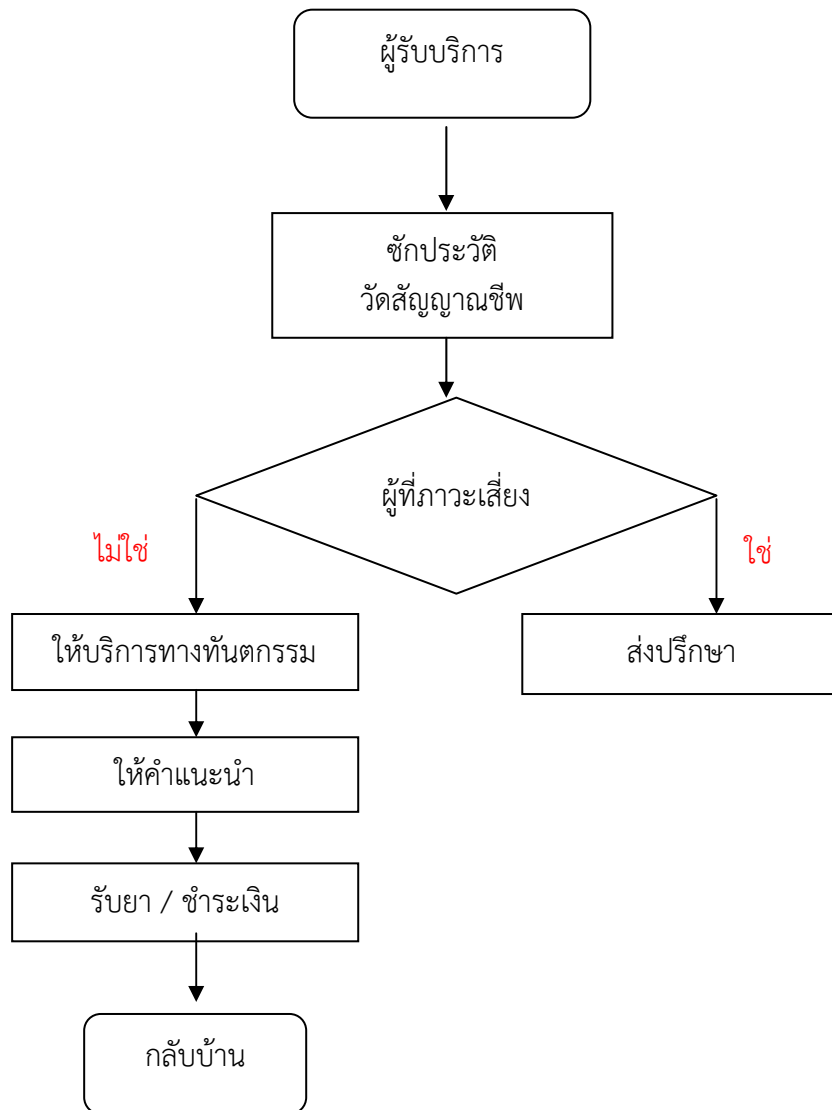 ผู้รับบริการ
ซักประวัติ
วัดสัญญาณชีพ
ผู้ที่ภาวะเสี่ยง
ไม่ใช่
ใช่
ให้บริการทางทันตกรรม
ส่งปรึกษา
ให้คำแนะนำ
รับยา / ชำระเงิน
กลับบ้าน